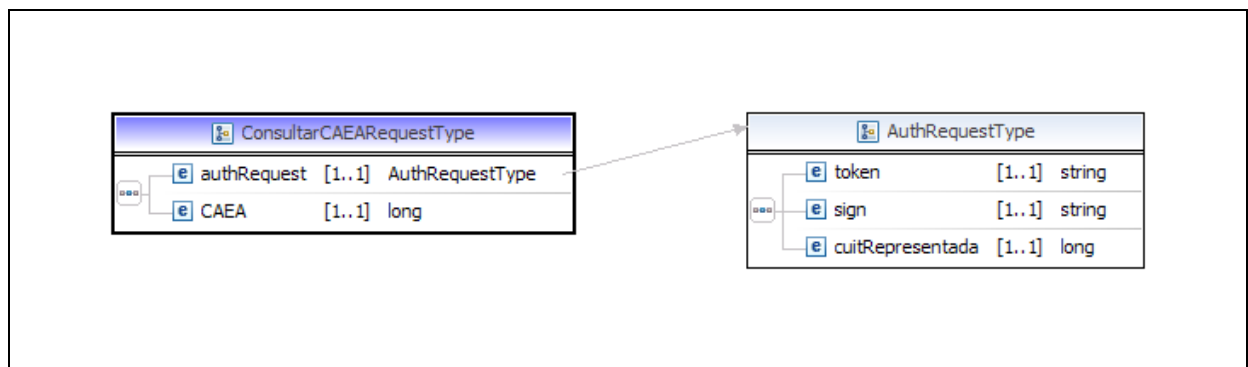 ConsultarCAEARequestType
e authRequest [1..1] AuthRequestType
e CAEA [1..1] long
AuthRequestType
e token [1..1] string
e sign [1..1] string
e cuitRepresentada [1..1] long